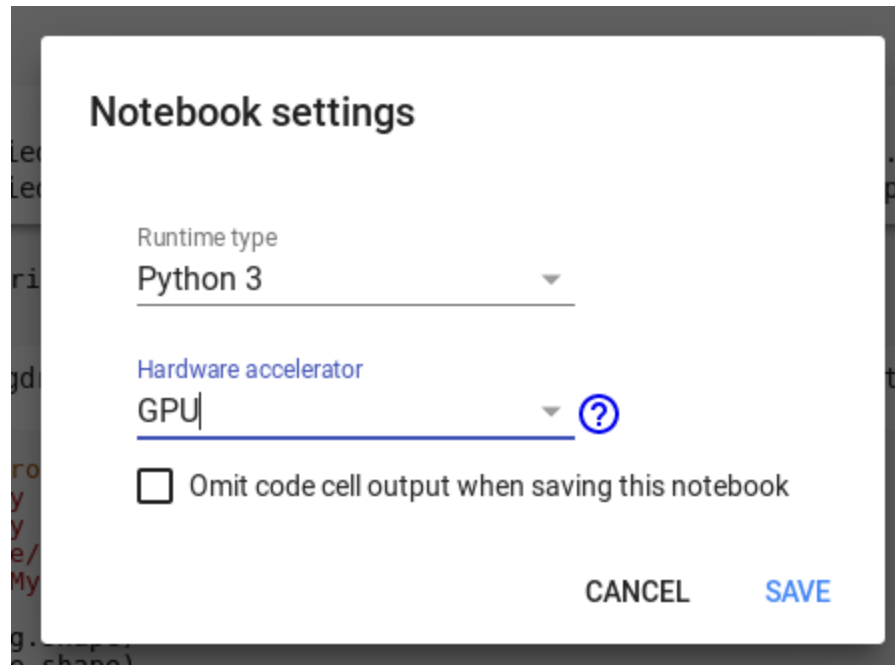 Notebook settings
Runtime type
Python 3
Hardware accelerator
GPU
?
Omit code cell output when saving this notebook
CANCEL
SAVE